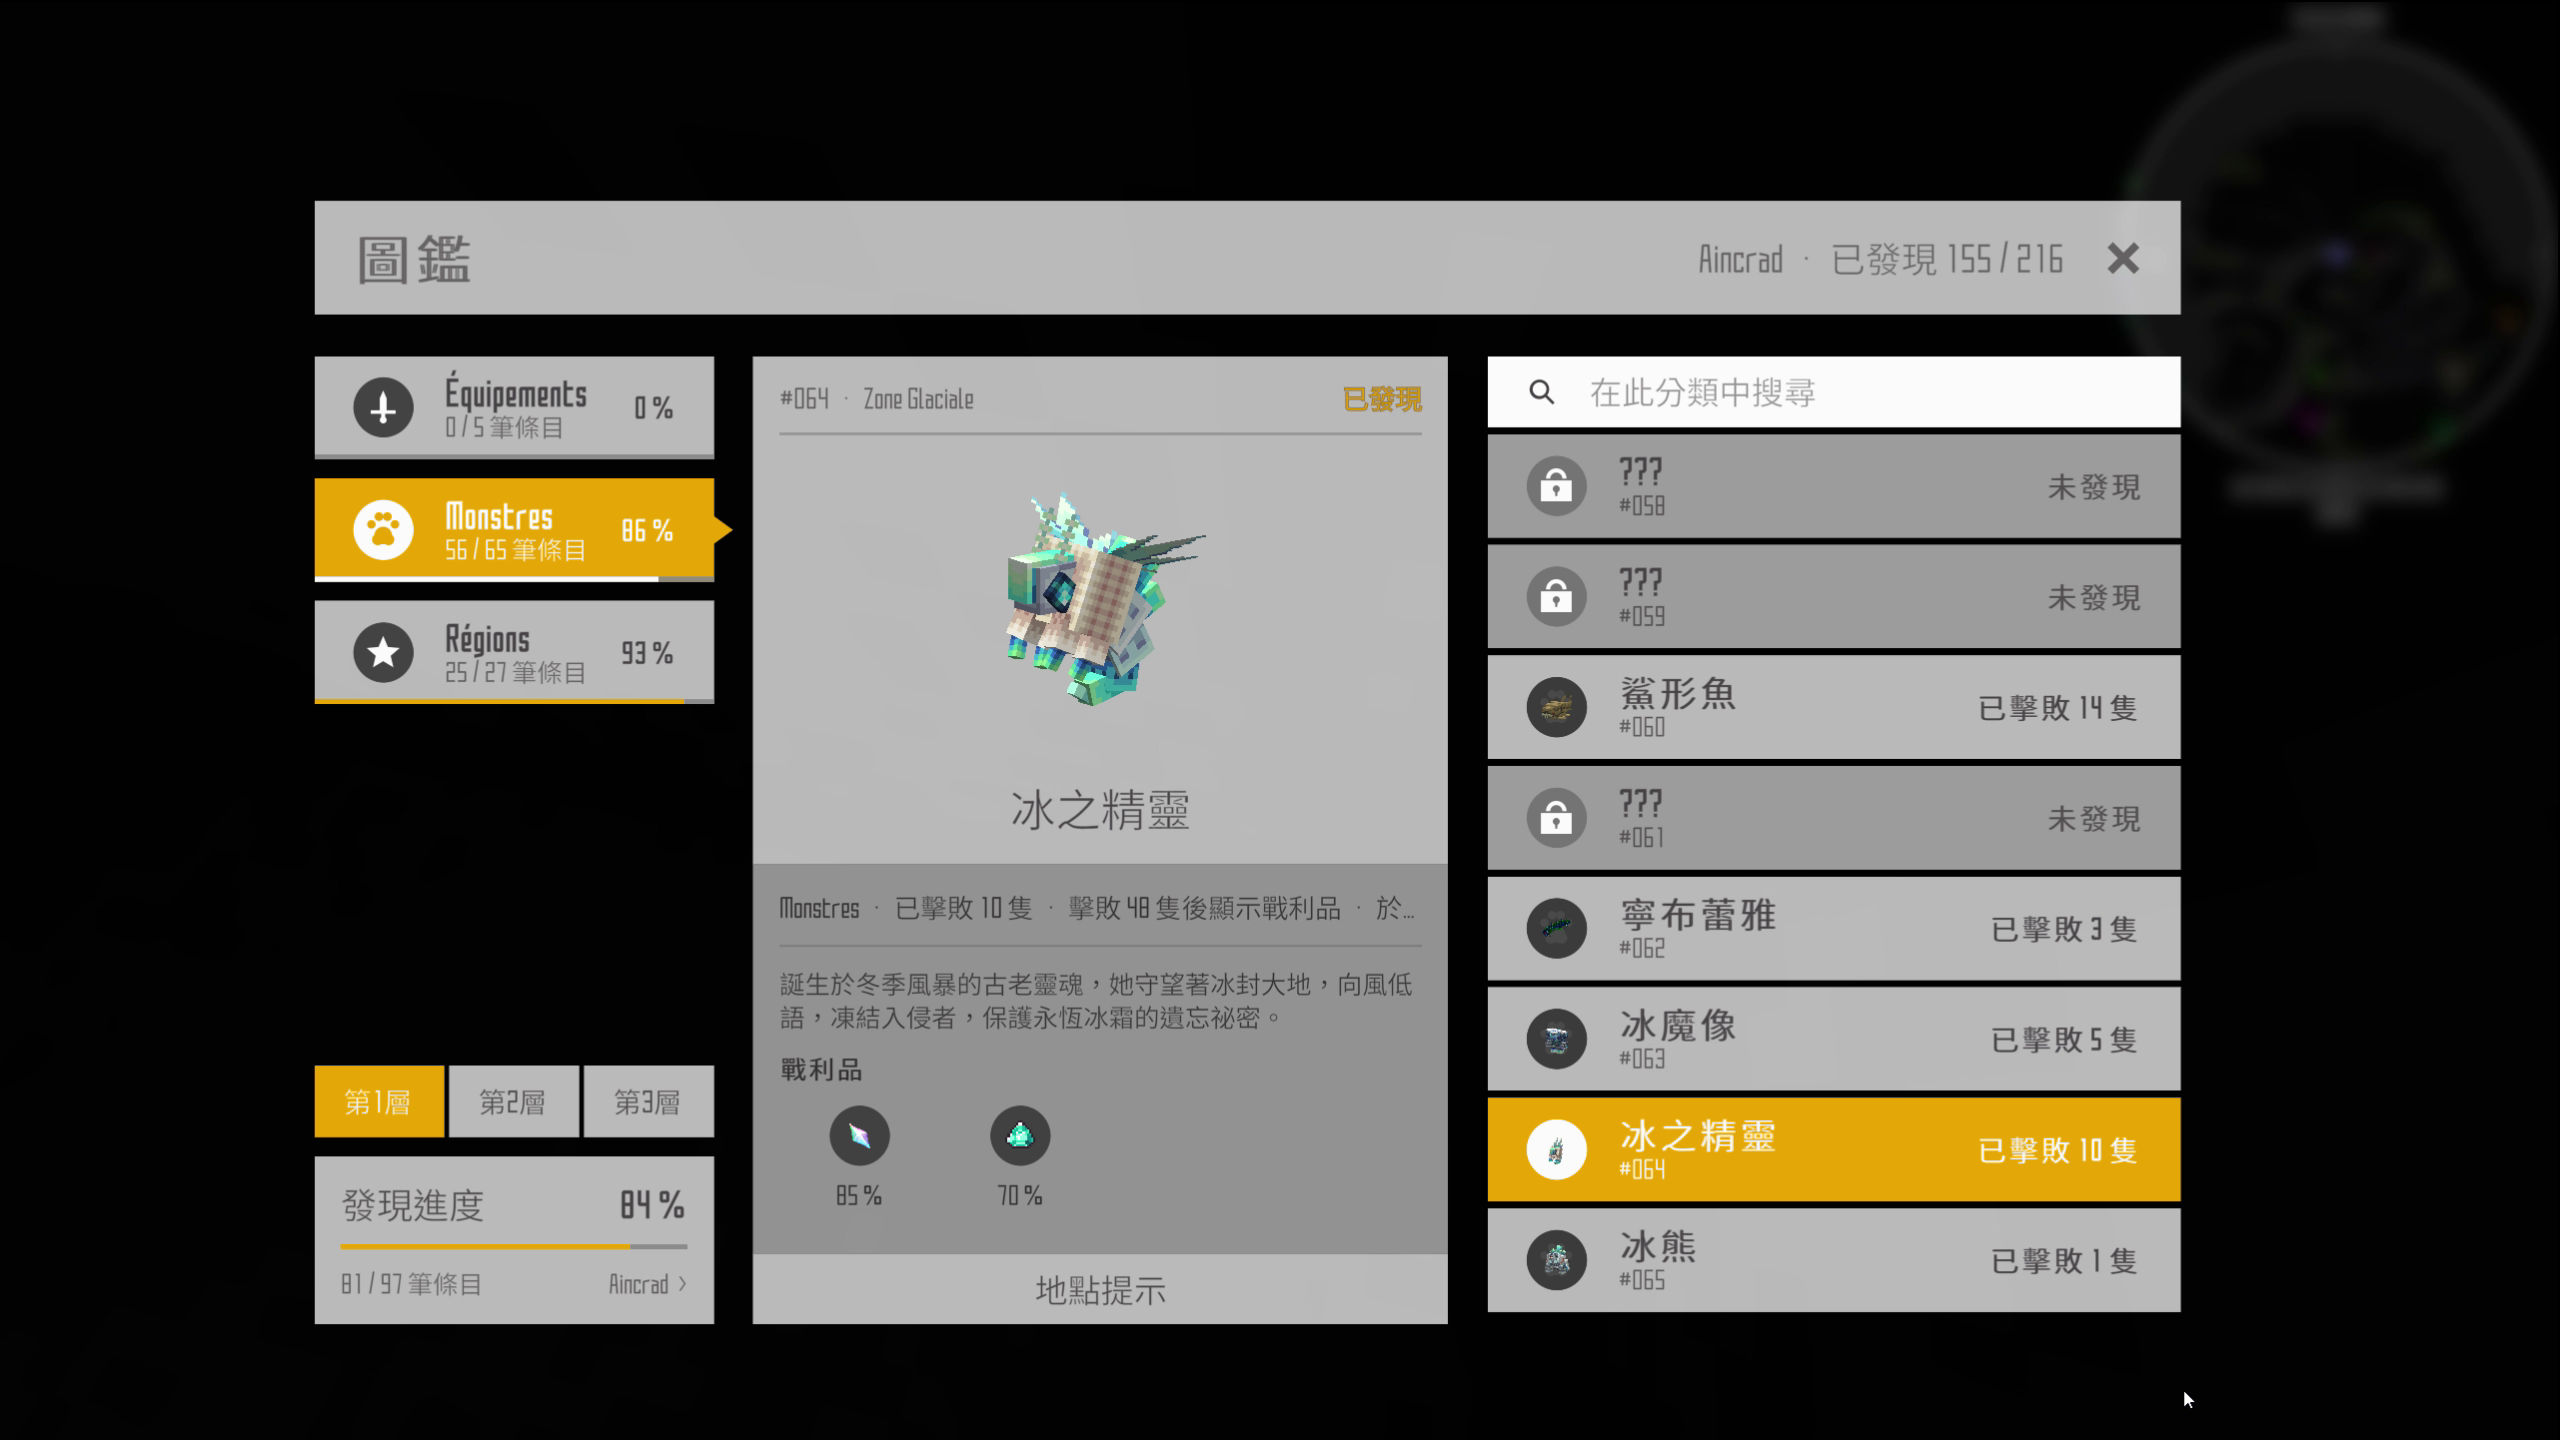 圖鑑
Aincrad · 已發現 155 / 216
Équipements
0 / 5 筆條目
0 %
Monstres
56 / 65 筆條目
86 %
Régions
25 / 27 筆條目
93 %
第1層
第2層
第3層
發現進度
84 %
81 / 97 筆條目
Aincrad >
#064 · Zone Glaciale
已發現
冰之精靈
Monstres · 已擊敗 10 隻 · 擊敗 48 隻後顯示戰利品 · 於...
誕生於冬季風暴的古老靈魂，她守望著冰封大地，向風低
語，凍結入侵者，保護永恆冰霜的遺忘祕密。
戰利品
85 %
70 %
地點提示
在此分類中搜尋
???
#058
未發現
???
#059
未發現
鯊形魚
#060
已擊敗 14 隻
???
#061
未發現
寧布蕾雅
#062
已擊敗 3 隻
冰魔像
#063
已擊敗 5 隻
冰之精靈
#064
已擊敗 10 隻
冰熊
#065
已擊敗 1 隻